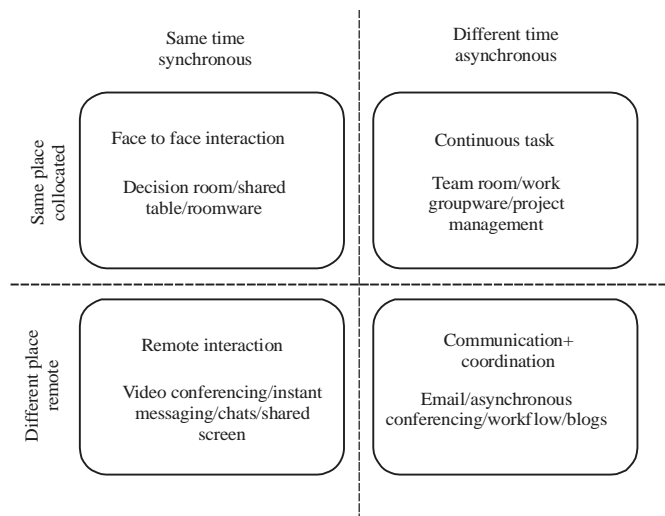 Same time
synchronous
Different time
asynchronous
Same place
collocated
Face to face interaction
Decision room/shared
table/roomware
Continuous task
Team room/work
groupware/project
management
Different place
remote
Remote interaction
Video conferencing/instant
messaging/chats/shared
screen
Communication+
coordination
Email/asynchronous
conferencing/workflow/blogs